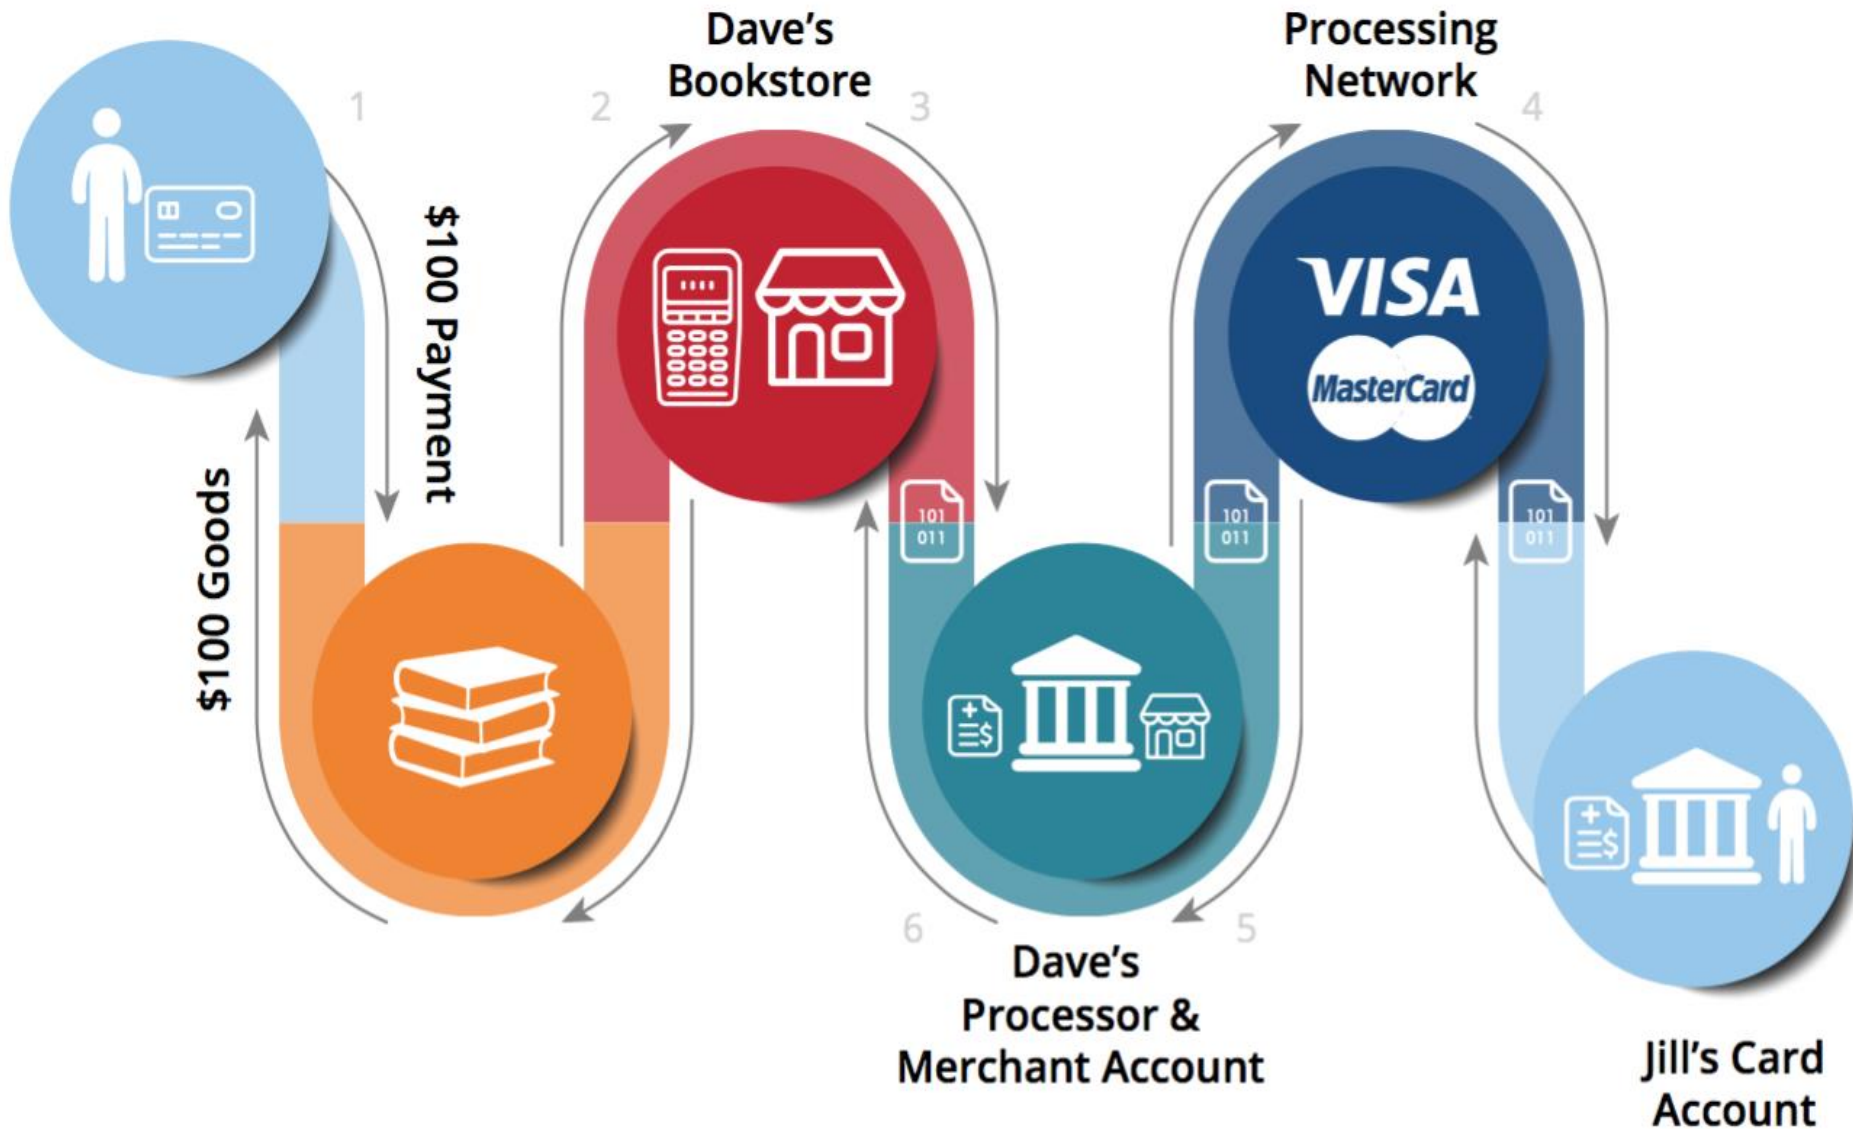 Dave's
Bookstore
Processing
Network
1
2
3
4
$100 Payment
$100 Goods
VISA
MasterCard
101
011
101
011
101
011
6
5
Dave's
Processor &
Merchant Account
Jill's Card
Account